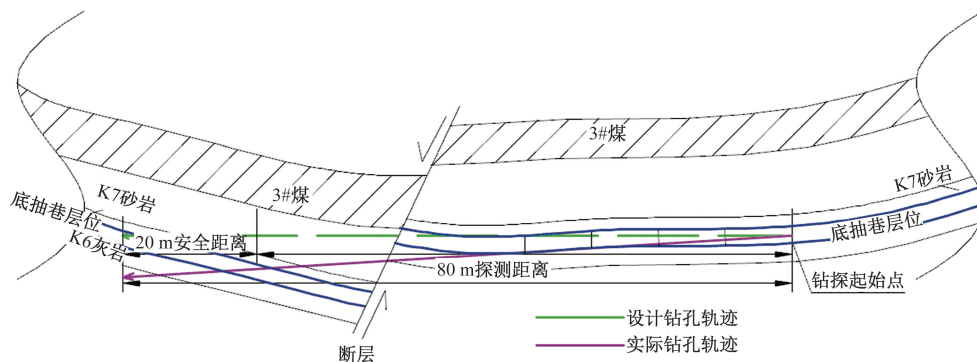 3#煤
K7砂岩
K7砂岩
3#煤
底抽巷层位
底抽巷层位
20 m安全距离
K6灰岩
80 m探测距离
钻探起始点
设计钻孔轨迹
实际钻孔轨迹
断层